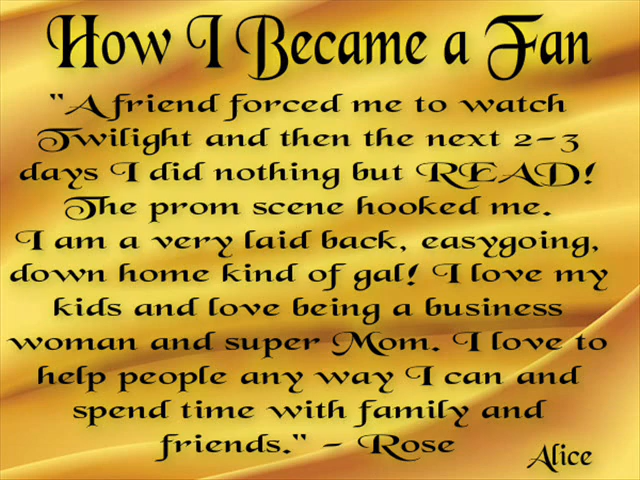 How I Became a Fan
"A friend forced me to watch
Twilight and then the next 2-3
days I did nothing but READ!
The prom scene hooked me.
I am a very laid back, easygoing,
down home kind of gal! I love my
kids and love being a business
woman and super Mom. I love to
help people any way I can and
spend time with family and
friends." - Rose
Alice